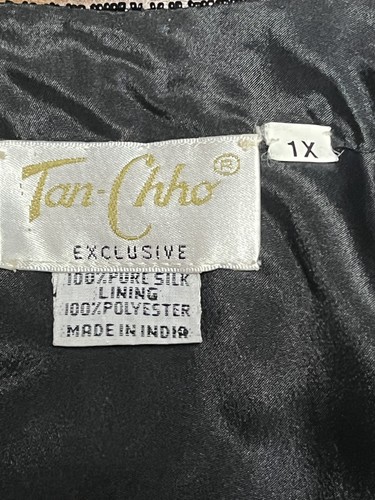 Tan-Chho®
1X
EXCLUSIVE
100% PURE SILK
LINING
100% POLYESTER
MADE IN INDIA